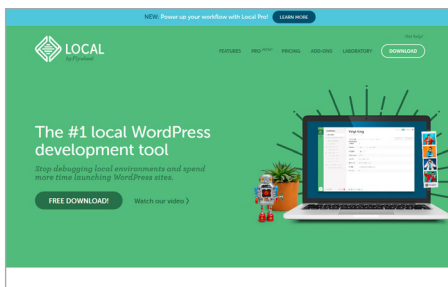 NEW: Power up your workflow with Local Pro! LEARN MORE
Need help?
LOCAL
by Flywheel
FEATURES PRO PRICING ADD-ONS LABORATORY DOWNLOAD
The #1 local WordPress
development tool
Stop debugging local environments and spend
more time launching WordPress sites.
FREE DOWNLOAD! Watch our video 〉